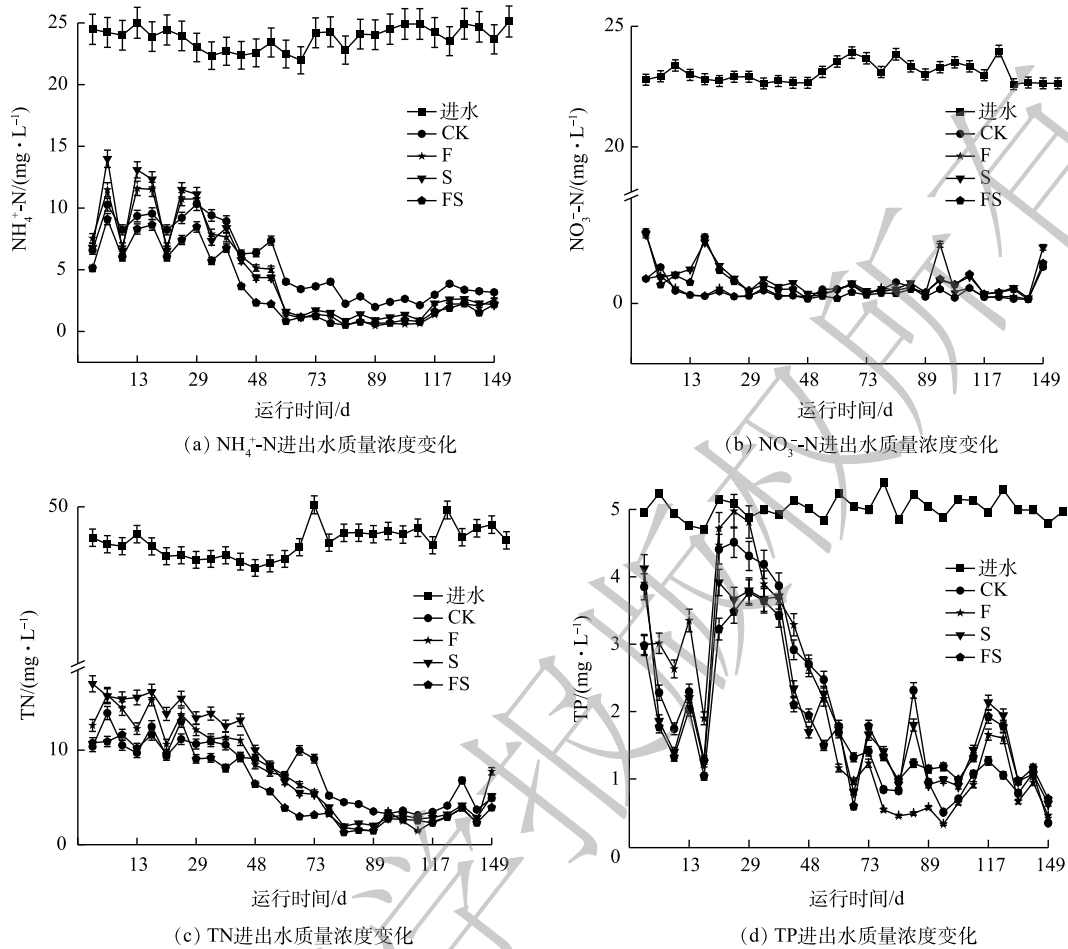 25
20
15
10
5
0
NH₄⁺-N/(mg·L⁻¹)
进水
CK
F
S
FS
13 29 48 73 89 117 149
运行时间/d
(a) NH₄⁺-N进出水质量浓度变化
25
20
15
0
NO₃⁻-N/(mg·L⁻¹)
进水
CK
F
S
FS
13 29 48 73 89 117 149
运行时间/d
(b) NO₃⁻-N进出水质量浓度变化
50
10
0
TN/(mg·L⁻¹)
进水
CK
F
S
FS
13 29 48 73 89 117 149
运行时间/d
(c) TN进出水质量浓度变化
5
4
3
2
1
0
TP/(mg·L⁻¹)
进水
CK
F
S
FS
13 29 48 73 89 117 149
运行时间/d
(d) TP进出水质量浓度变化
学报版权所有